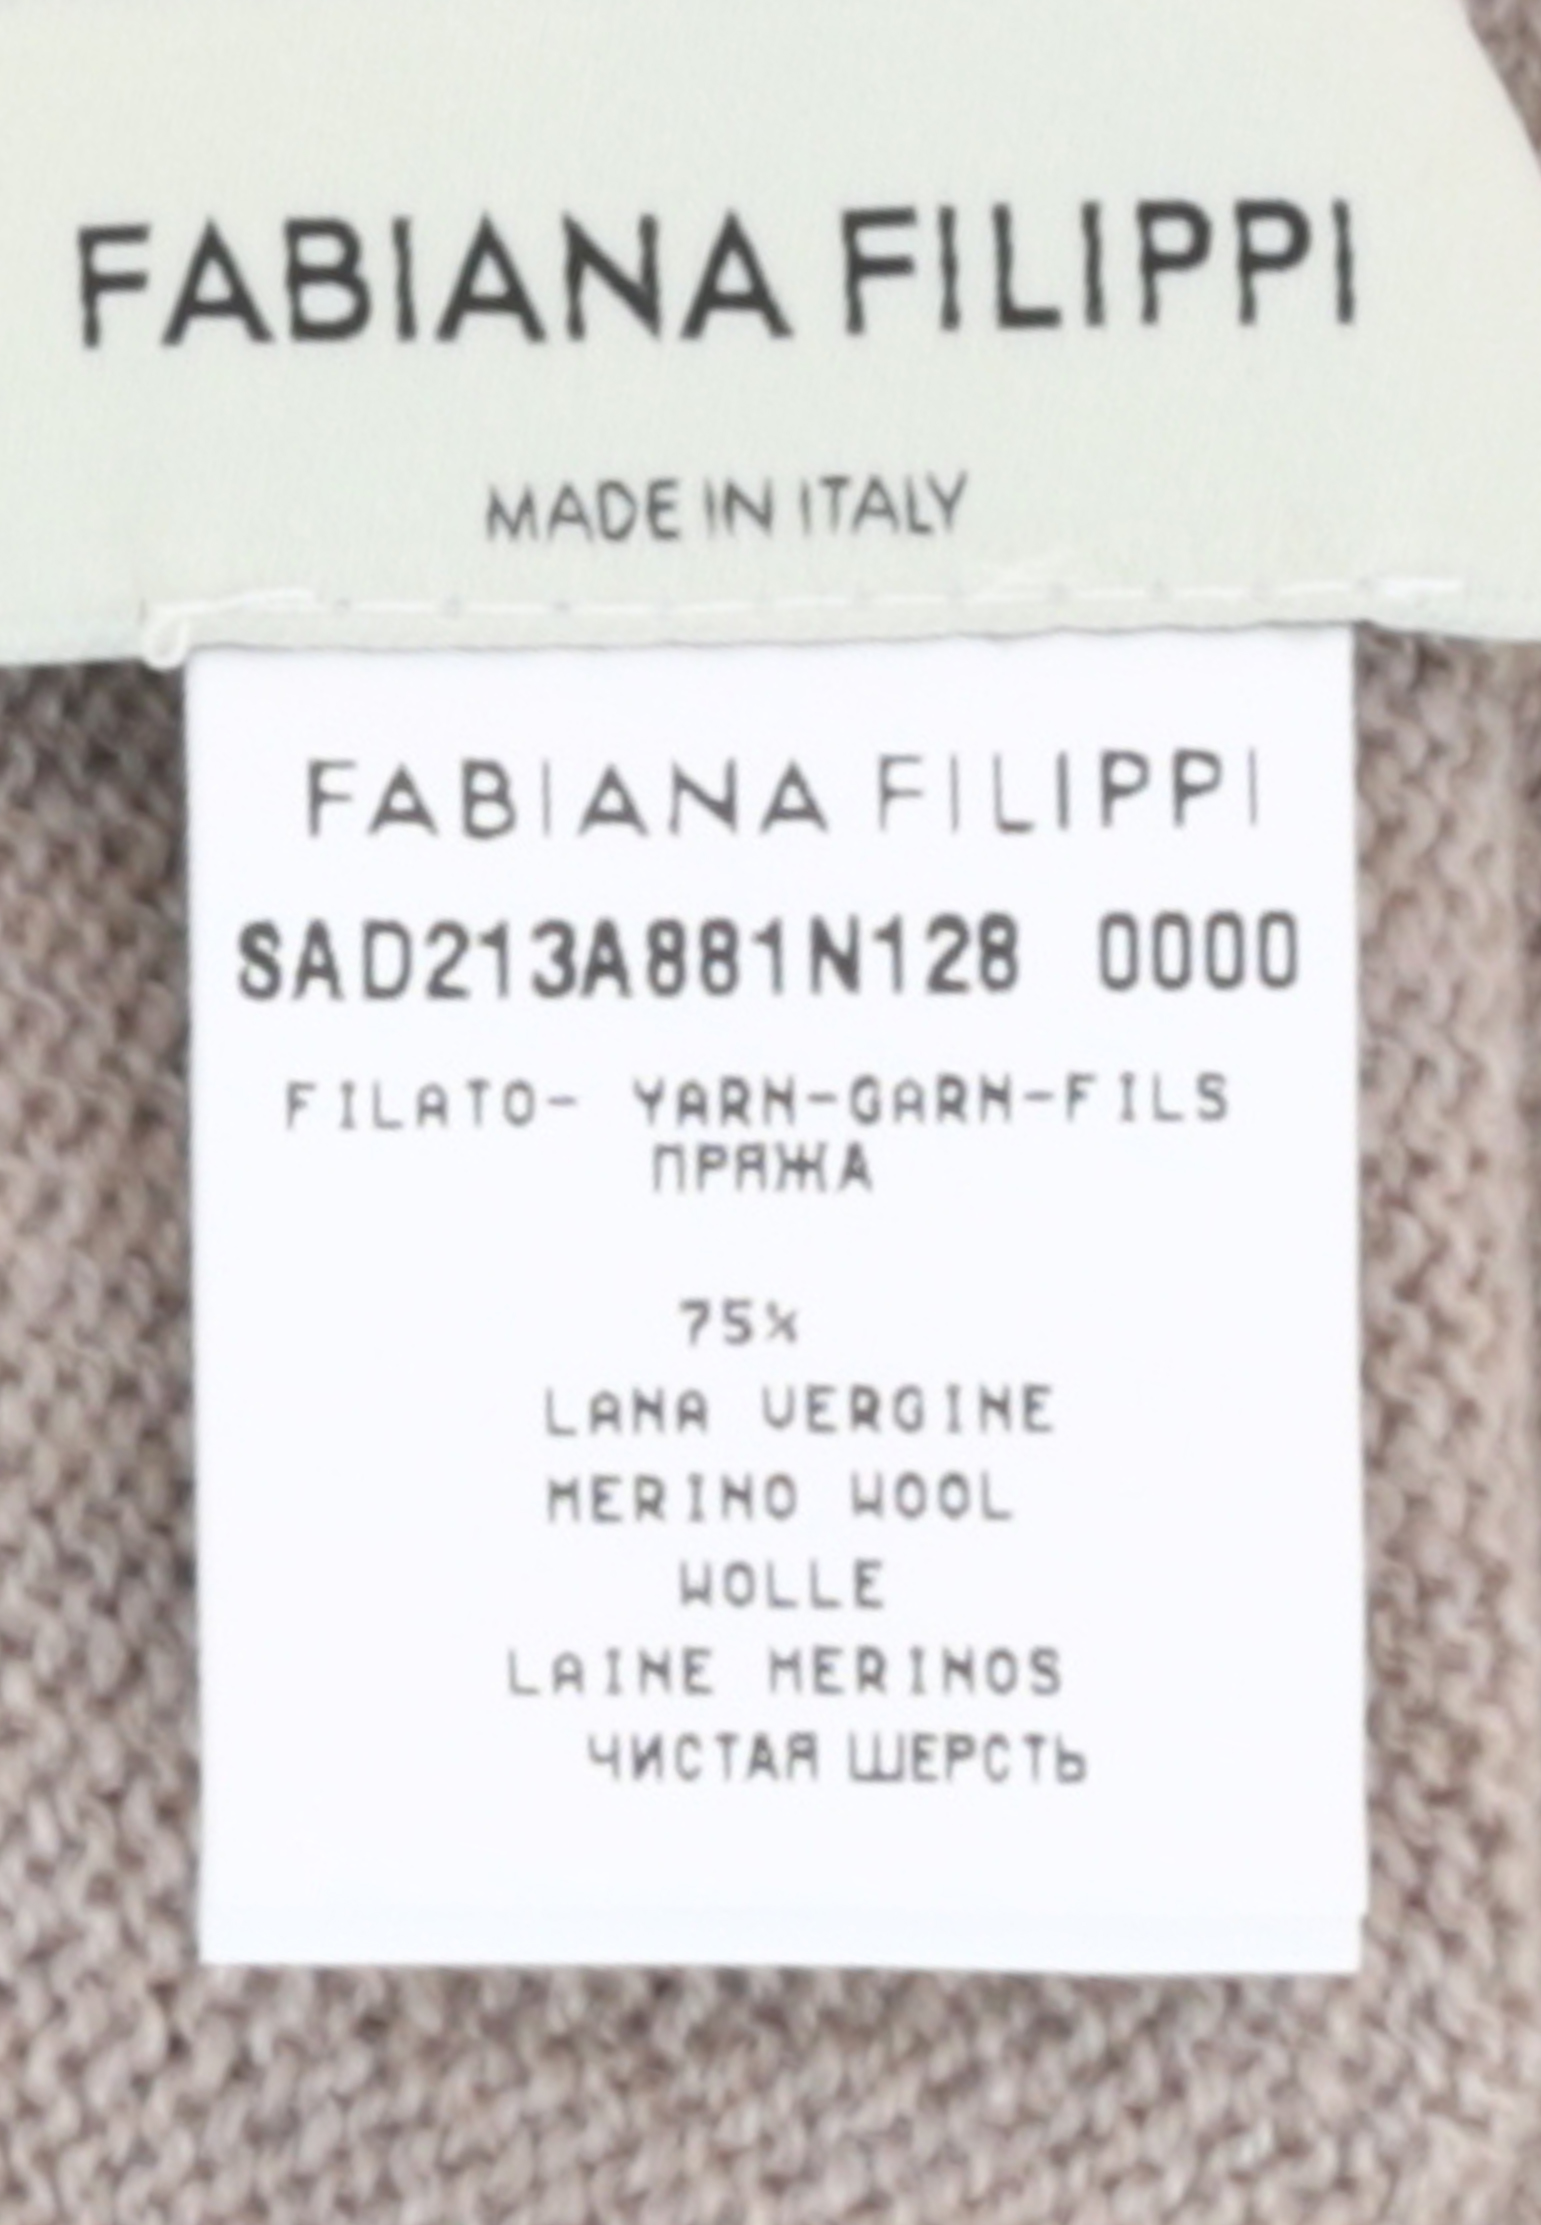 FABIANA FILIPPI
MADE IN ITALY
FABIANA FILIPPI
SAD213A881N128 0000
FILATO- YARN-GARN-FILS
ПРЯЖА
75%
LANA VERGINE
MERINO WOOL
WOLLE
LAINE MERINOS
ЧИСТАЯ ШЕРСТЬ